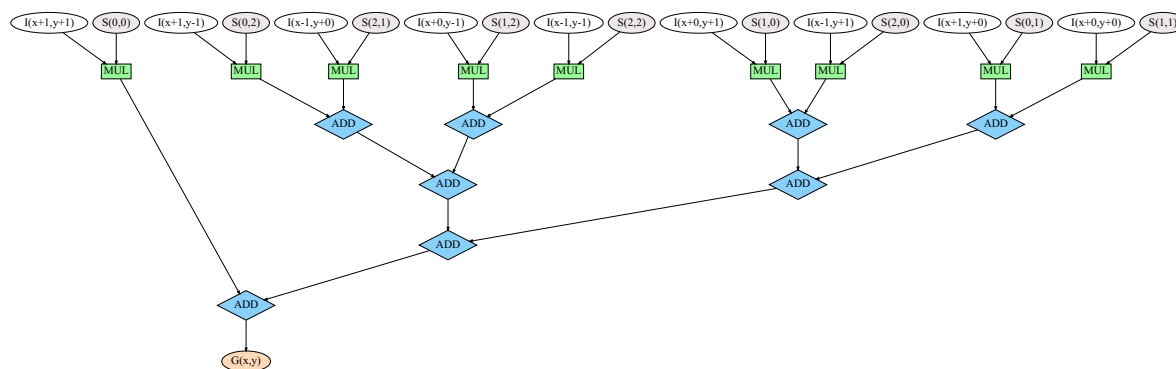 I(x+1,y+1) S(0,0) I(x+1,y-1) S(0,2) I(x-1,y+0) S(2,1) I(x+0,y-1) S(1,2) I(x-1,y-1) S(2,2) I(x+0,y+1) S(1,0) I(x-1,y+1) S(2,0) I(x+1,y+0) S(0,1) I(x+0,y+0) S(1,1)
MUL MUL MUL MUL MUL MUL MUL MUL MUL
ADD ADD ADD ADD
ADD ADD
ADD
ADD
G(x,y)